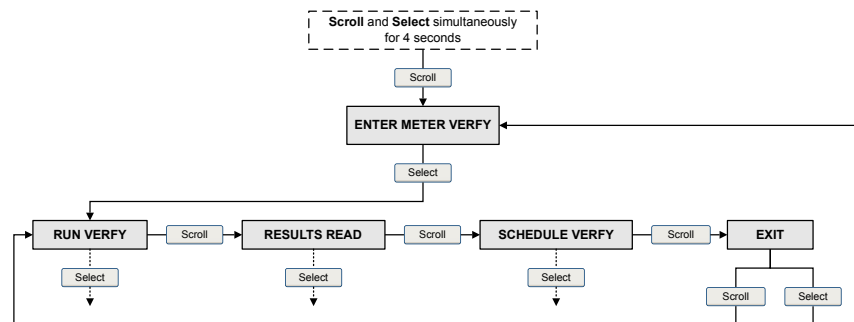 Scroll and Select simultaneously
for 4 seconds
Scroll
ENTER METER VERFY
Select
RUN VERFY
Scroll
RESULTS READ
Scroll
SCHEDULE VERFY
Scroll
EXIT
Select
Select
Select
Scroll
Select